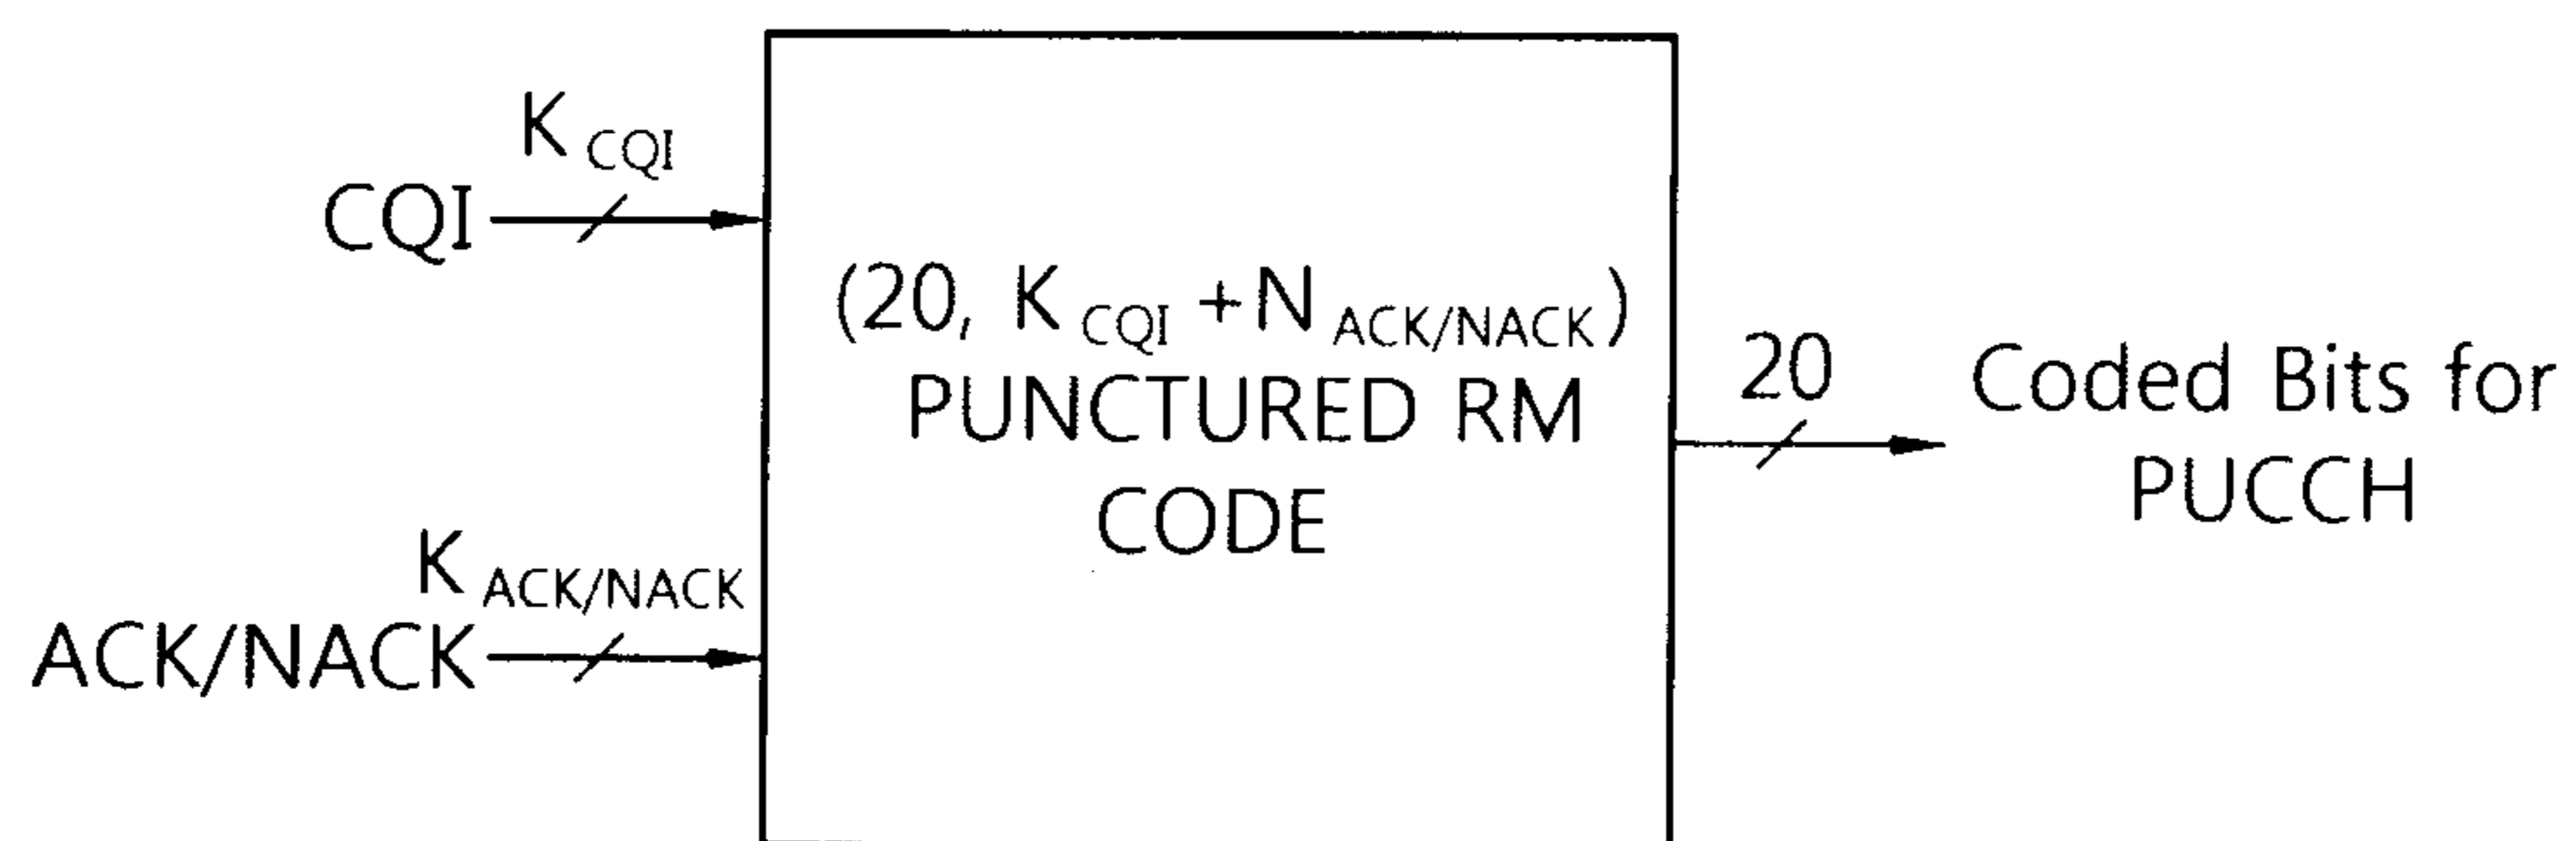 K CQI
CQI
(20, K CQI +N ACK/NACK)
PUNCTURED RM
CODE
20
Coded Bits for
PUCCH
K ACK/NACK
ACK/NACK